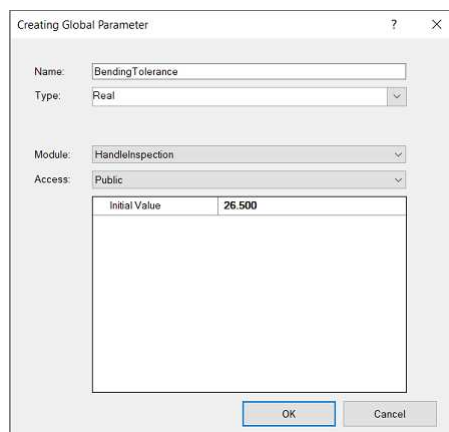 Creating Global Parameter ? ×
Name: BendingTolerance
Type: Real
Module: HandleInspection
Access: Public
Initial Value 26.500
OK Cancel